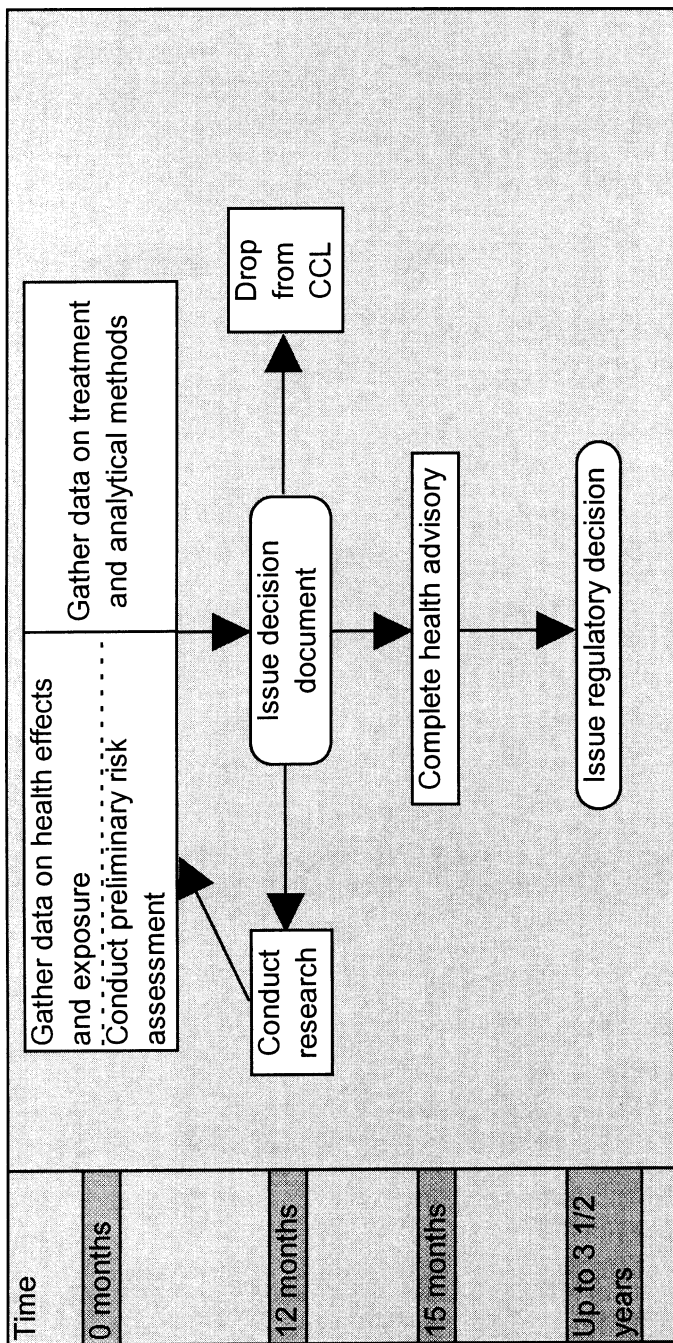 Time
0 months
12 months
15 months
Up to 3 1/2
years
Gather data on health effects
and exposure
Conduct preliminary risk
assessment
Gather data on treatment
and analytical methods
Conduct
research
Issue decision
document
Drop
from
CCL
Complete health advisory
Issue regulatory decision